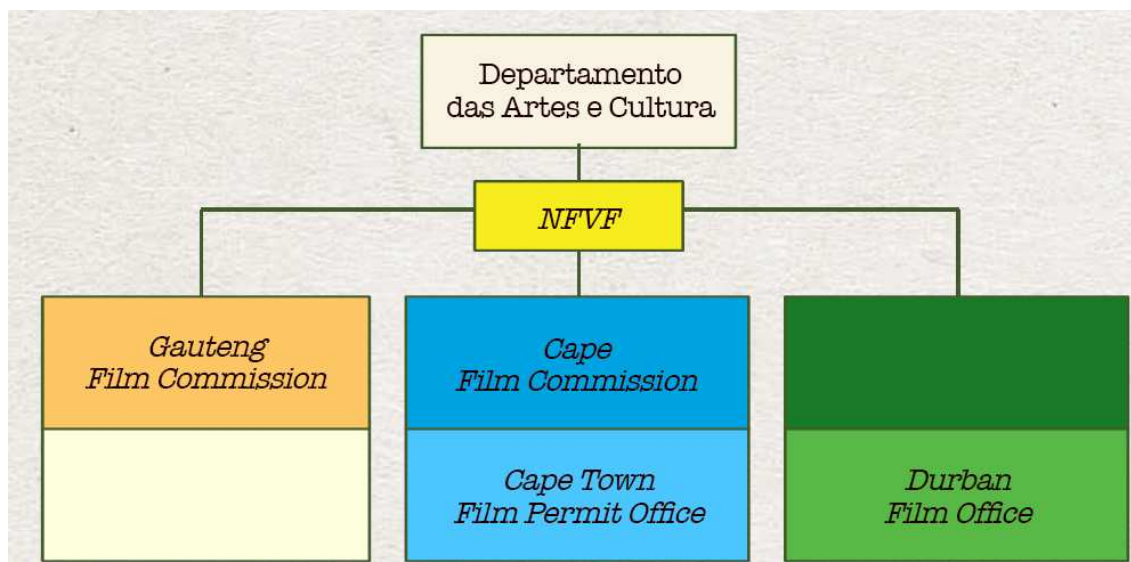 Departamento
das Artes e Cultura
NFVF
Gauteng
Film Commission
Cape
Film Commission
Cape Town
Film Permit Office
Durban
Film Office